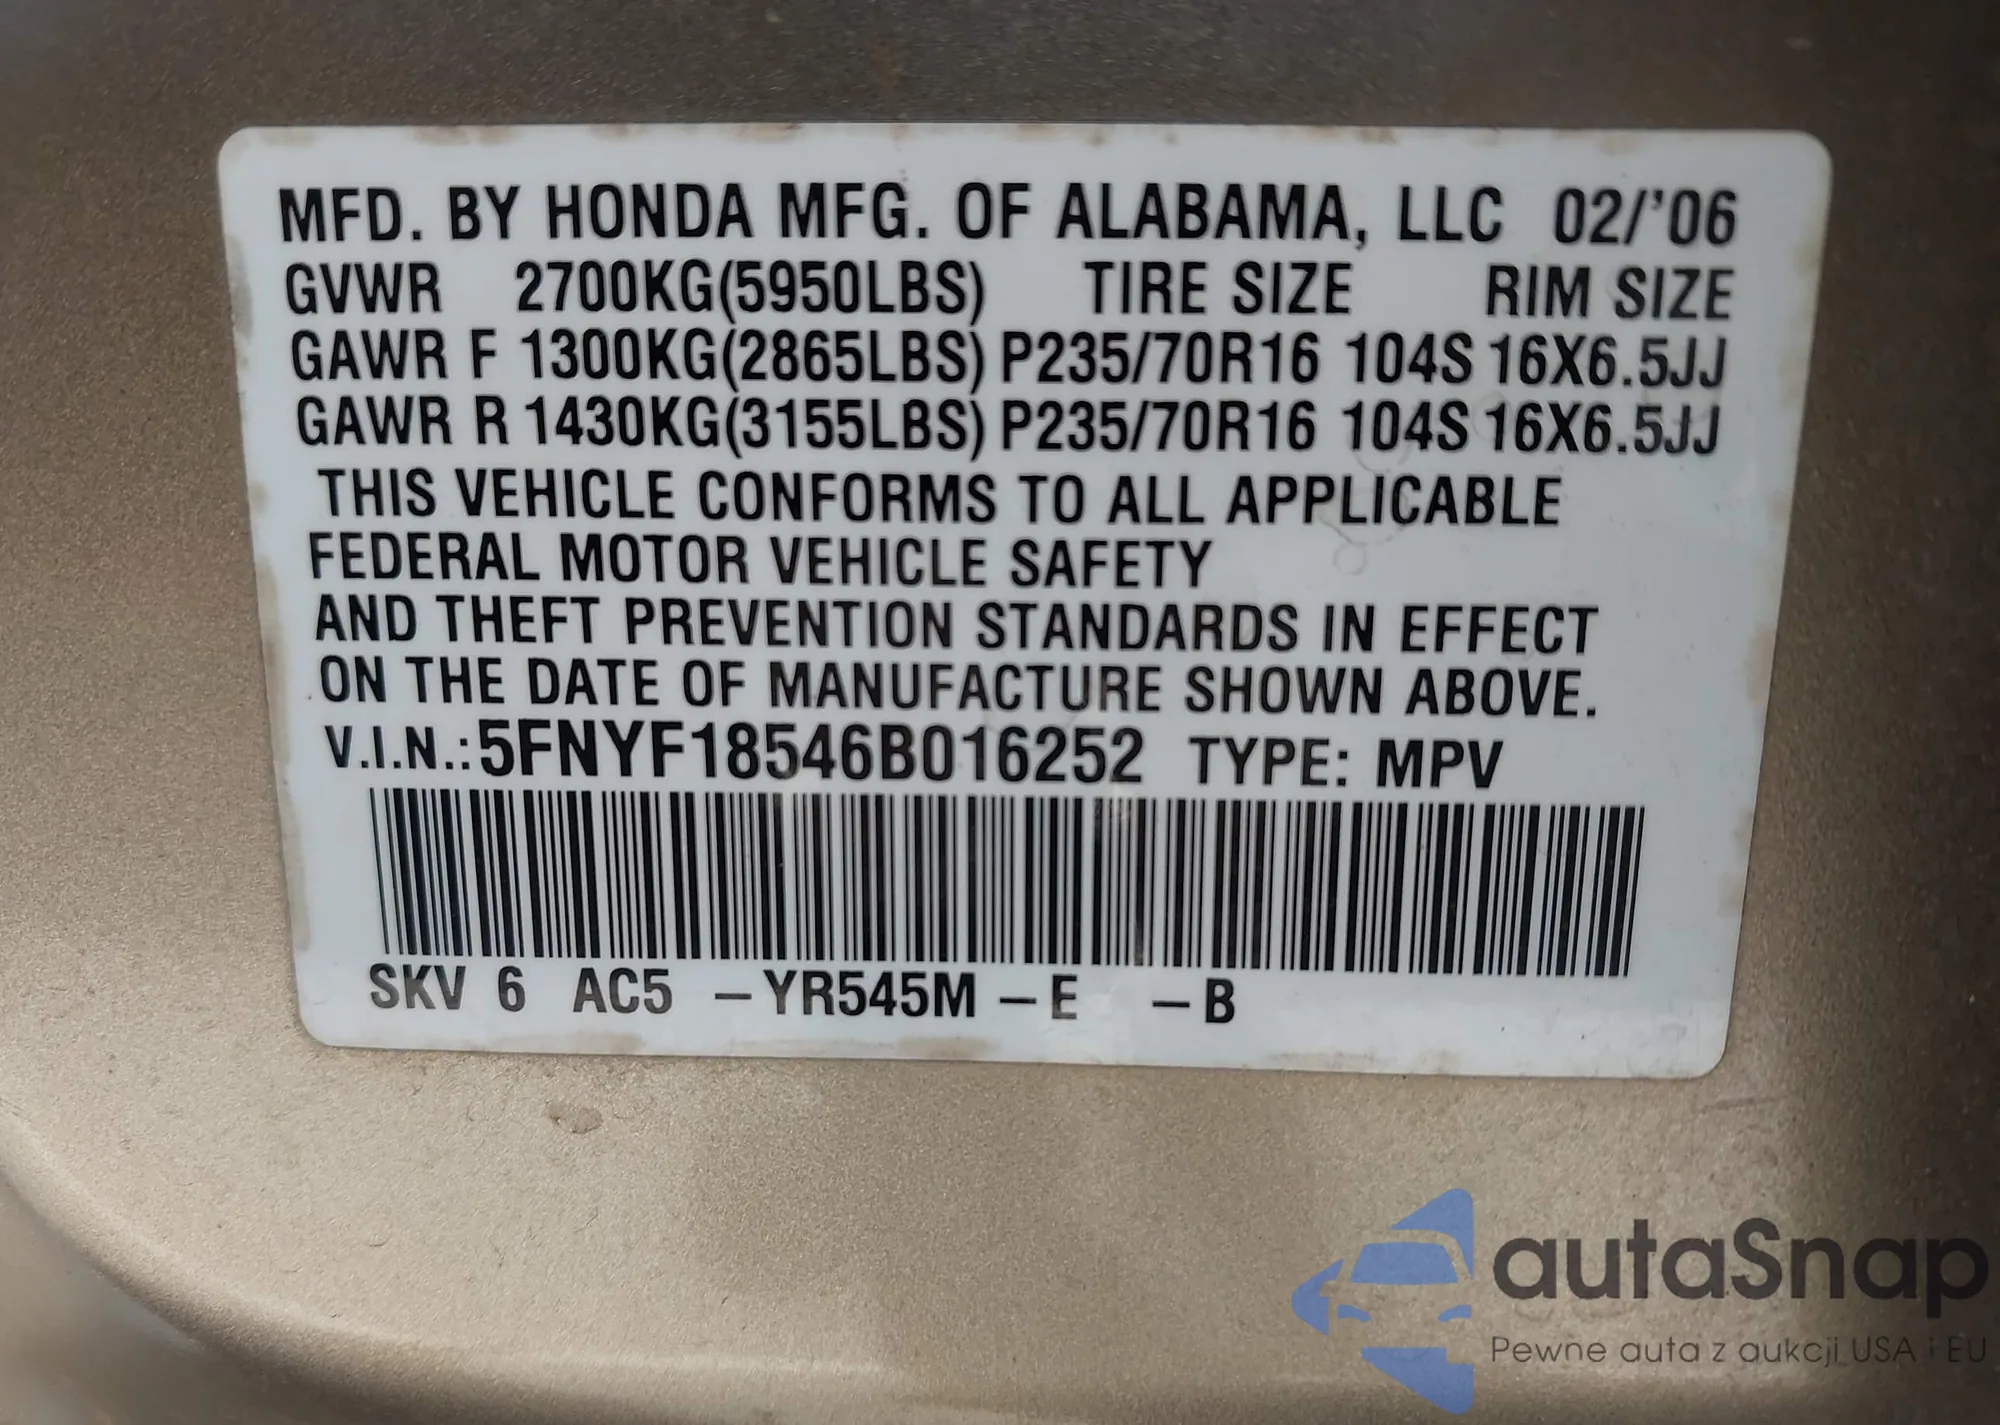 MFD. BY HONDA MFG. OF ALABAMA, LLC 02/'06
GVWR 2700KG(5950LBS) TIRE SIZE RIM SIZE
GAWR F 1300KG(2865LBS) P235/70R16 104S 16X6.5JJ
GAWR R 1430KG(3155LBS) P235/70R16 104S 16X6.5JJ
THIS VEHICLE CONFORMS TO ALL APPLICABLE
FEDERAL MOTOR VEHICLE SAFETY
AND THEFT PREVENTION STANDARDS IN EFFECT
ON THE DATE OF MANUFACTURE SHOWN ABOVE.
V.I.N.: 5FNYF18546B016252 TYPE: MPV
SKV 6 AC5 –YR545M –E –B
autaSnap
Pewne auta z aukcji USA i EU